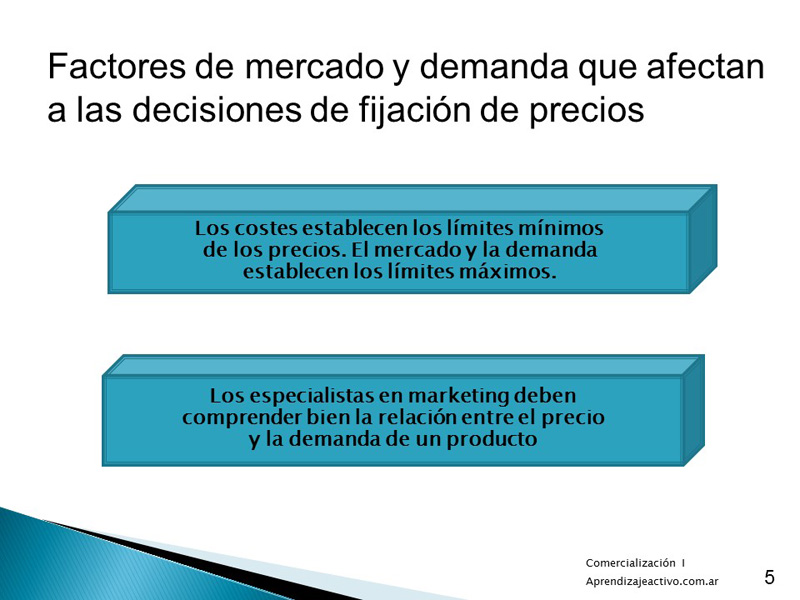 Factores de mercado y demanda que afectan
a las decisiones de fijación de precios
Los costes establecen los límites mínimos
de los precios. El mercado y la demanda
establecen los límites máximos.
Los especialistas en marketing deben
comprender bien la relación entre el precio
y la demanda de un producto
Comercialización I
Aprendizajeactivo.com.ar
5